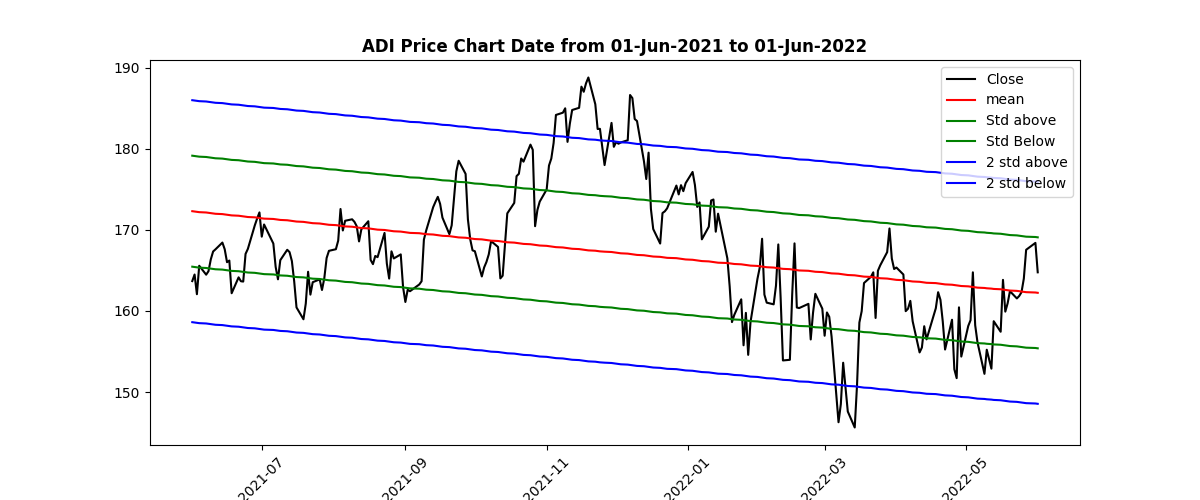 ADI Price Chart Date from 01-Jun-2021 to 01-Jun-2022
190
180
170
160
150
Close
mean
Std above
Std Below
2 std above
2 std below
2021-07
2021-09
2021-11
2022-01
2022-03
2022-05